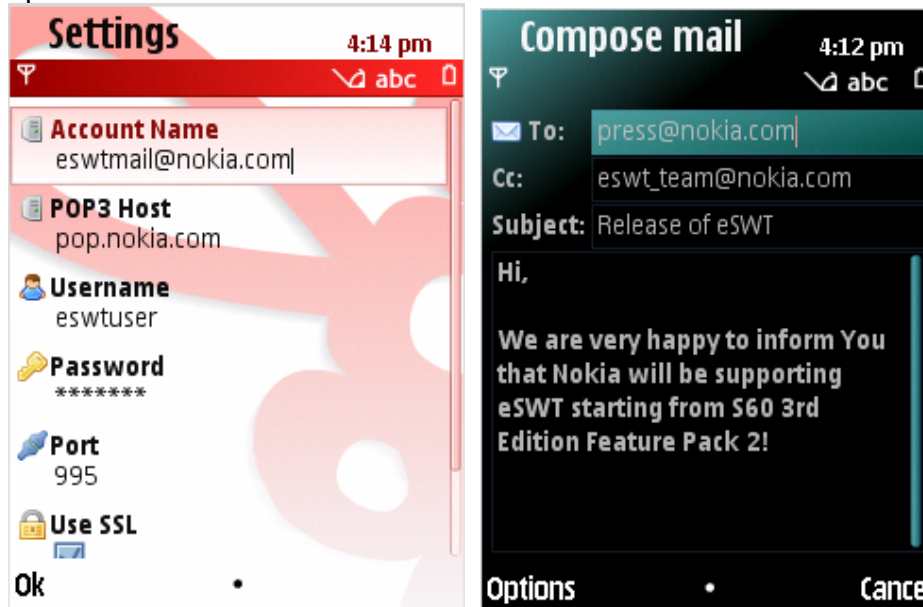 Settings
4:14 pm
abc
Account Name
eswtmail@nokia.com
POP3 Host
pop.nokia.com
Username
eswtuser
Password
*******
Port
995
Use SSL
Ok
Compose mail
4:12 pm
abc
To: press@nokia.com
Cc: eswt_team@nokia.com
Subject: Release of eSWT
Hi,
We are very happy to inform You
that Nokia will be supporting
eSWT starting from S60 3rd
Edition Feature Pack 2!
Options
Cance